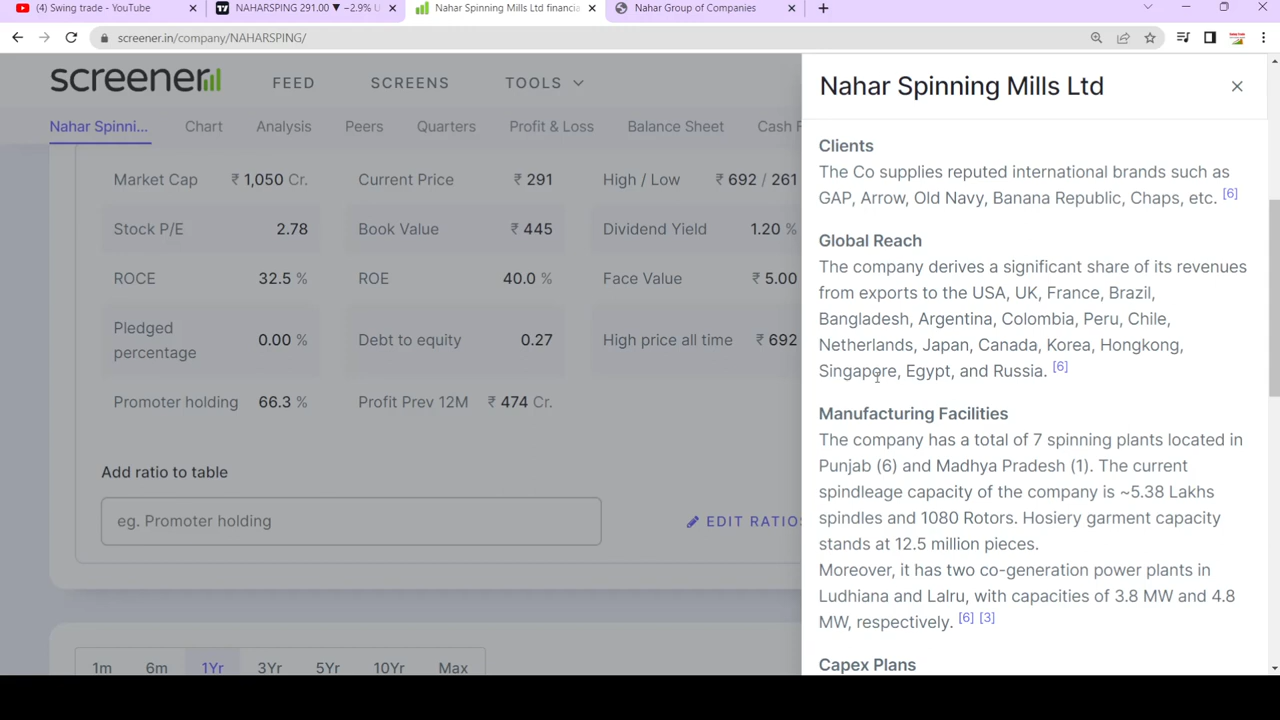 (4) Swing trade - YouTube
NAHARSPING 291.00 ▼ −2.9% U
Nahar Spinning Mills Ltd financia
Nahar Group of Companies
screener.in/company/NAHARSPING/
screener
FEED
SCREENS
TOOLS
Nahar Spinni...
Chart
Analysis
Peers
Quarters
Profit & Loss
Balance Sheet
Cash F
Market Cap ₹ 1,050 Cr.
Current Price ₹ 291
High / Low ₹ 692 / 261
Stock P/E 2.78
Book Value ₹ 445
Dividend Yield 1.20 %
ROCE 32.5 %
ROE 40.0 %
Face Value ₹ 5.00
Pledged
percentage 0.00 %
Debt to equity 0.27
High price all time ₹ 692
Promoter holding 66.3 %
Profit Prev 12M ₹ 474 Cr.
Add ratio to table
eg. Promoter holding
EDIT RATIOS
1m 6m 1Yr 3Yr 5Yr 10Yr Max
Nahar Spinning Mills Ltd
Clients
The Co supplies reputed international brands such as
GAP, Arrow, Old Navy, Banana Republic, Chaps, etc. [6]
Global Reach
The company derives a significant share of its revenues
from exports to the USA, UK, France, Brazil,
Bangladesh, Argentina, Colombia, Peru, Chile,
Netherlands, Japan, Canada, Korea, Hongkong,
Singapore, Egypt, and Russia. [6]
Manufacturing Facilities
The company has a total of 7 spinning plants located in
Punjab (6) and Madhya Pradesh (1). The current
spindleage capacity of the company is ~5.38 Lakhs
spindles and 1080 Rotors. Hosiery garment capacity
stands at 12.5 million pieces.
Moreover, it has two co-generation power plants in
Ludhiana and Lalru, with capacities of 3.8 MW and 4.8
MW, respectively. [6] [3]
Capex Plans